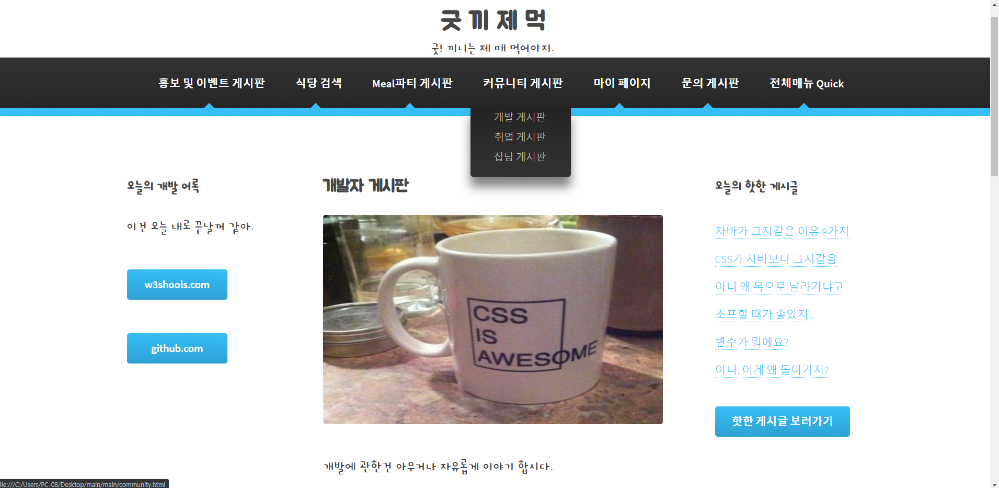 굿 끼 제 먹
굿! 끼니는 제 때 먹어야지.
홍보 및 이벤트 게시판 식당 검색 Meal파티 게시판 커뮤니티 게시판 마이 페이지 문의 게시판 전체메뉴 Quick
개발 게시판
취업 게시판
잡담 게시판
오늘의 개발 어록
이건 오늘 내로 끝날꺼 같아.
w3shools.com
github.com
개발자 게시판
CSS
IS
AWESOME
개발에 관한건 아무거나 자유롭게 이야기 합시다.
오늘의 핫한 게시글
자바가 그지같은 이유 9가지
CSS가 자바보다 그지같음
아니 왜 목으로 날라가냐고
초프할 때가 좋았지..
변수가 뭐에요?
아니. 이게 왜 돌아가지?
핫한 게시글 보러가기
ile:///C:/Users/PC-08/Desktop/main/main/community.html